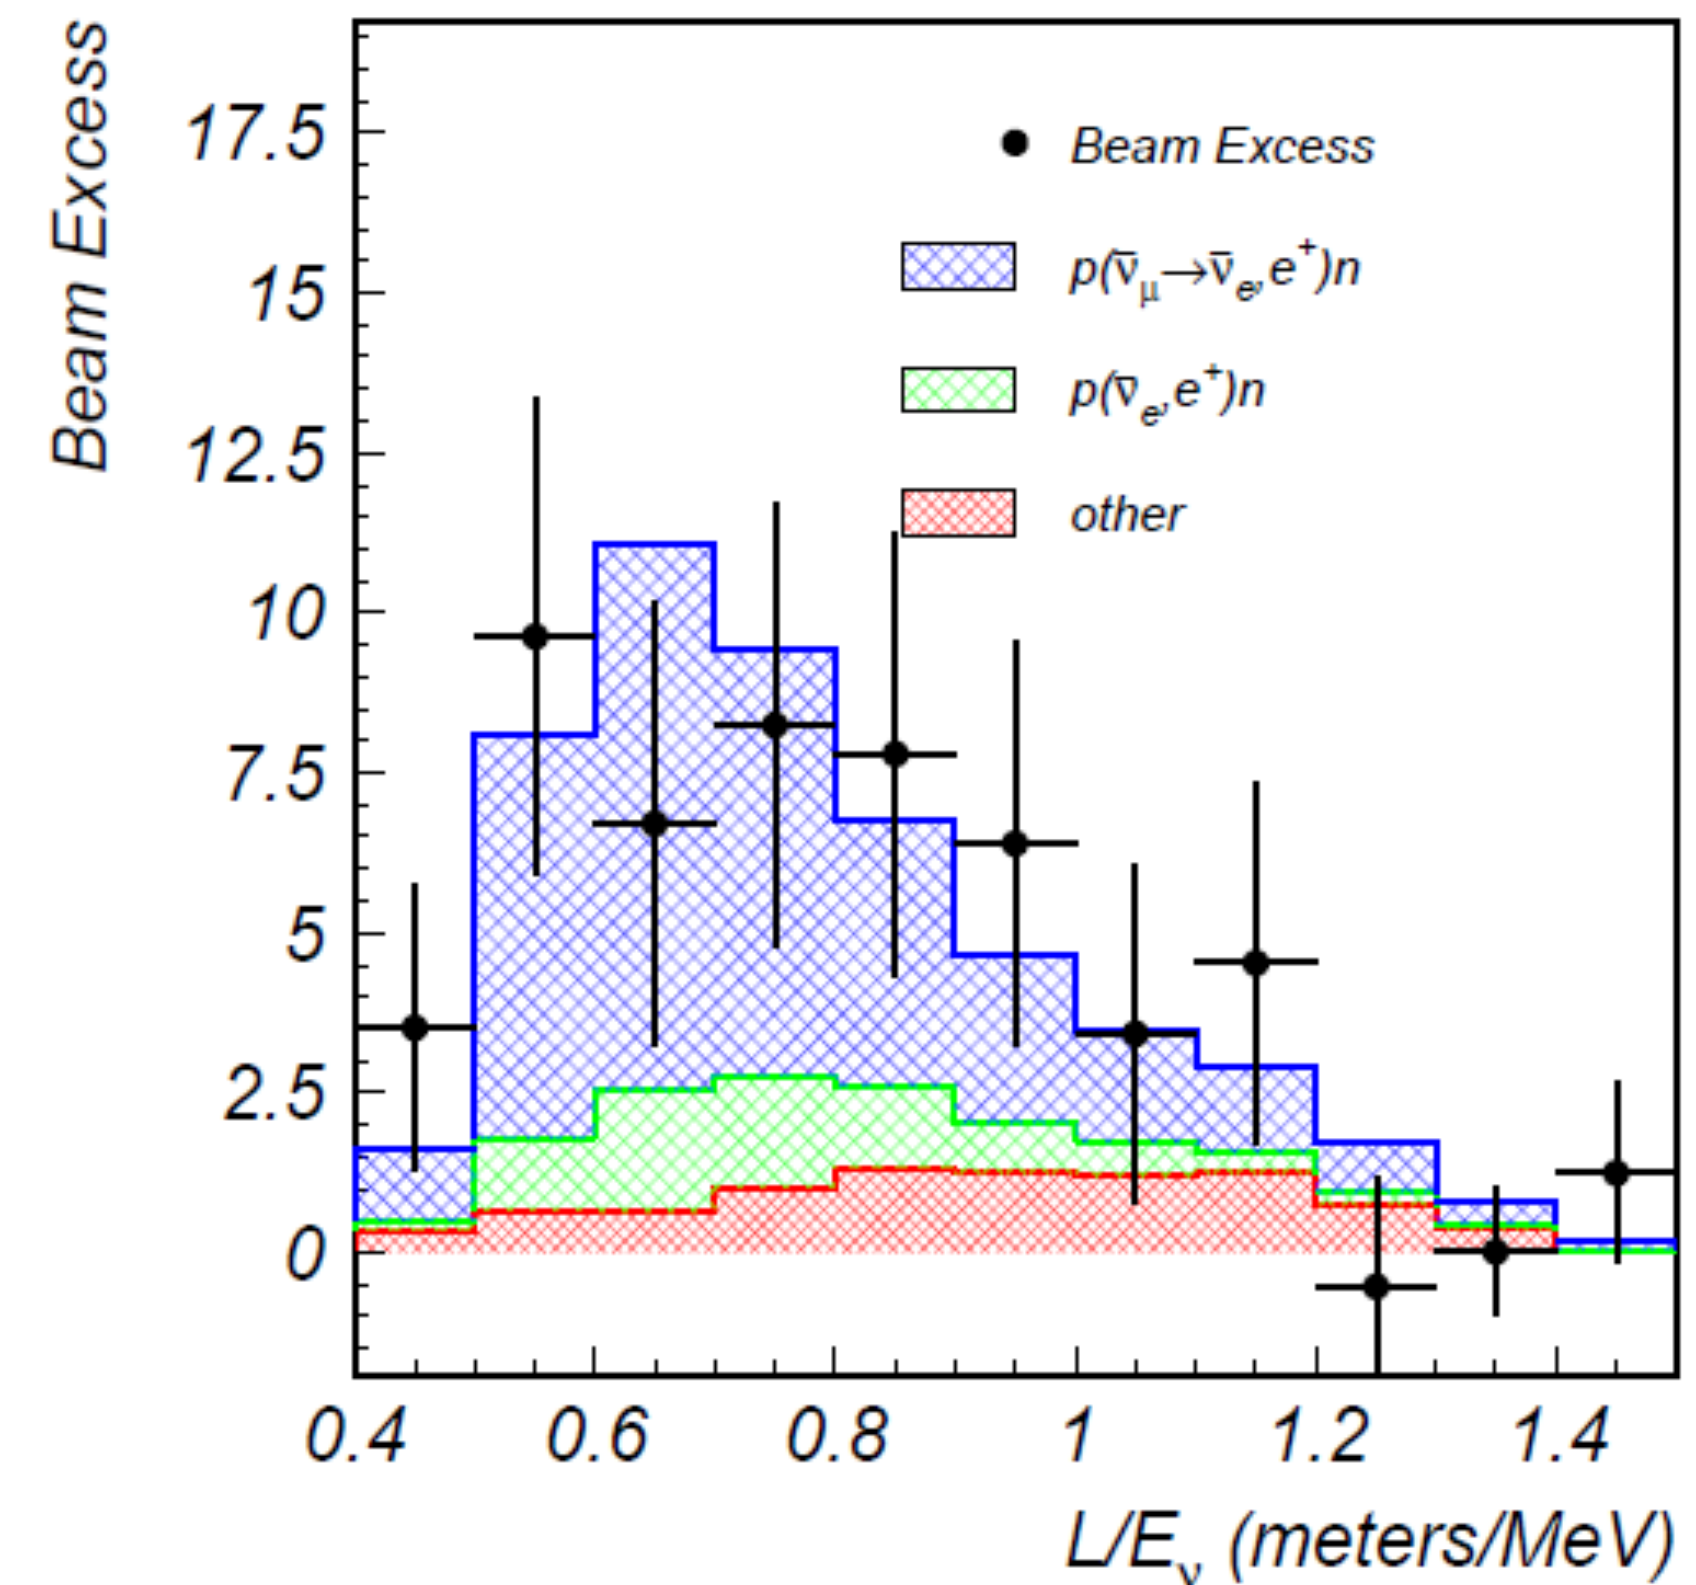 Beam Excess
17.5
15
12.5
10
7.5
5
2.5
0
Beam Excess
p(ν̄μ→ν̄e,e⁺)n
p(ν̄e,e⁺)n
other
0.4 0.6 0.8 1 1.2 1.4
L/Eν (meters/MeV)